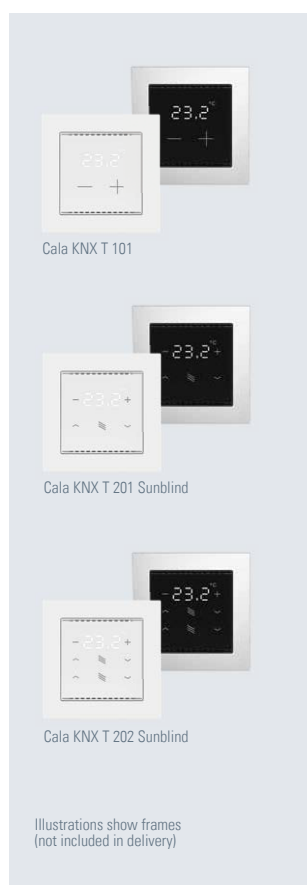 23.2°
— +
23.2
— +
Cala KNX T 101
- 23.2°C +
- 23.2 +
Cala KNX T 201 Sunblind
- 23.2°C +
- 23.2 +
Cala KNX T 202 Sunblind
Illustrations show frames
(not included in delivery)